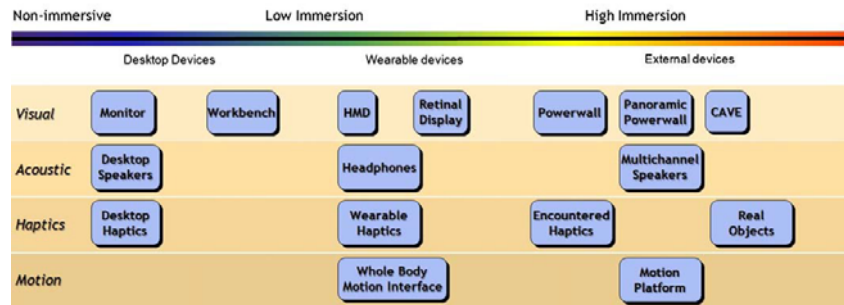 Non-immersive Low Immersion High Immersion
Desktop Devices Wearable devices External devices
Visual
Monitor
Workbench
HMD
Retinal
Display
Powerwall
Panoramic
Powerwall
CAVE
Acoustic
Desktop
Speakers
Headphones
Multichannel
Speakers
Haptics
Desktop
Haptics
Wearable
Haptics
Encountered
Haptics
Real
Objects
Motion
Whole Body
Motion Interface
Motion
Platform